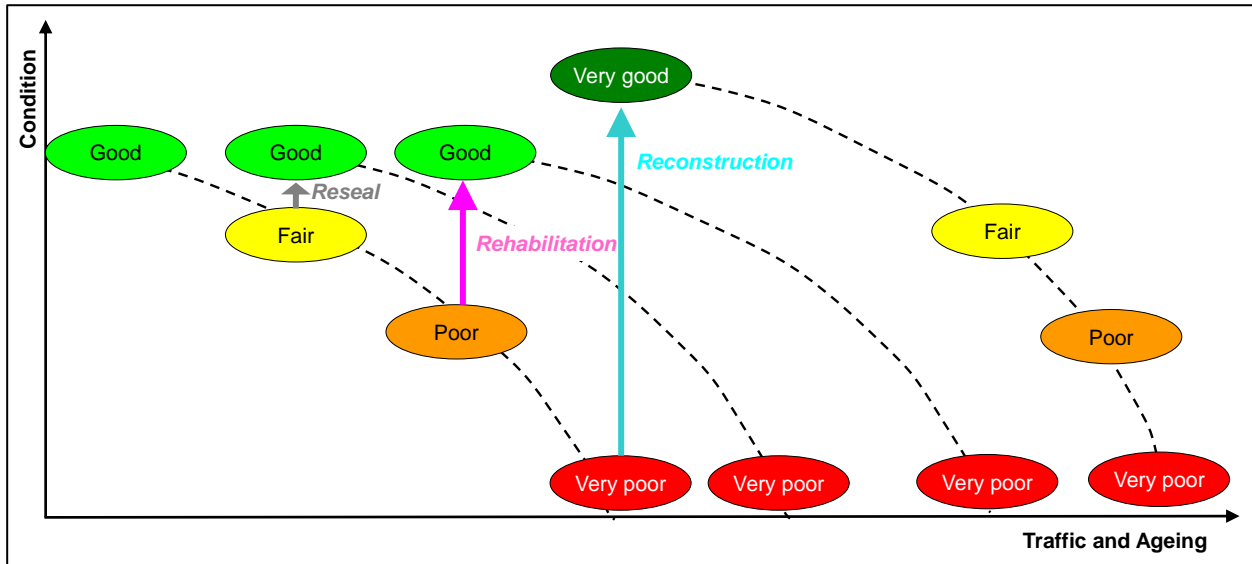 Condition
Very good
Good
Good
Good
Reconstruction
Reseal
Fair
Rehabilitation
Fair
Poor
Poor
Very poor
Very poor
Very poor
Very poor
Traffic and Ageing